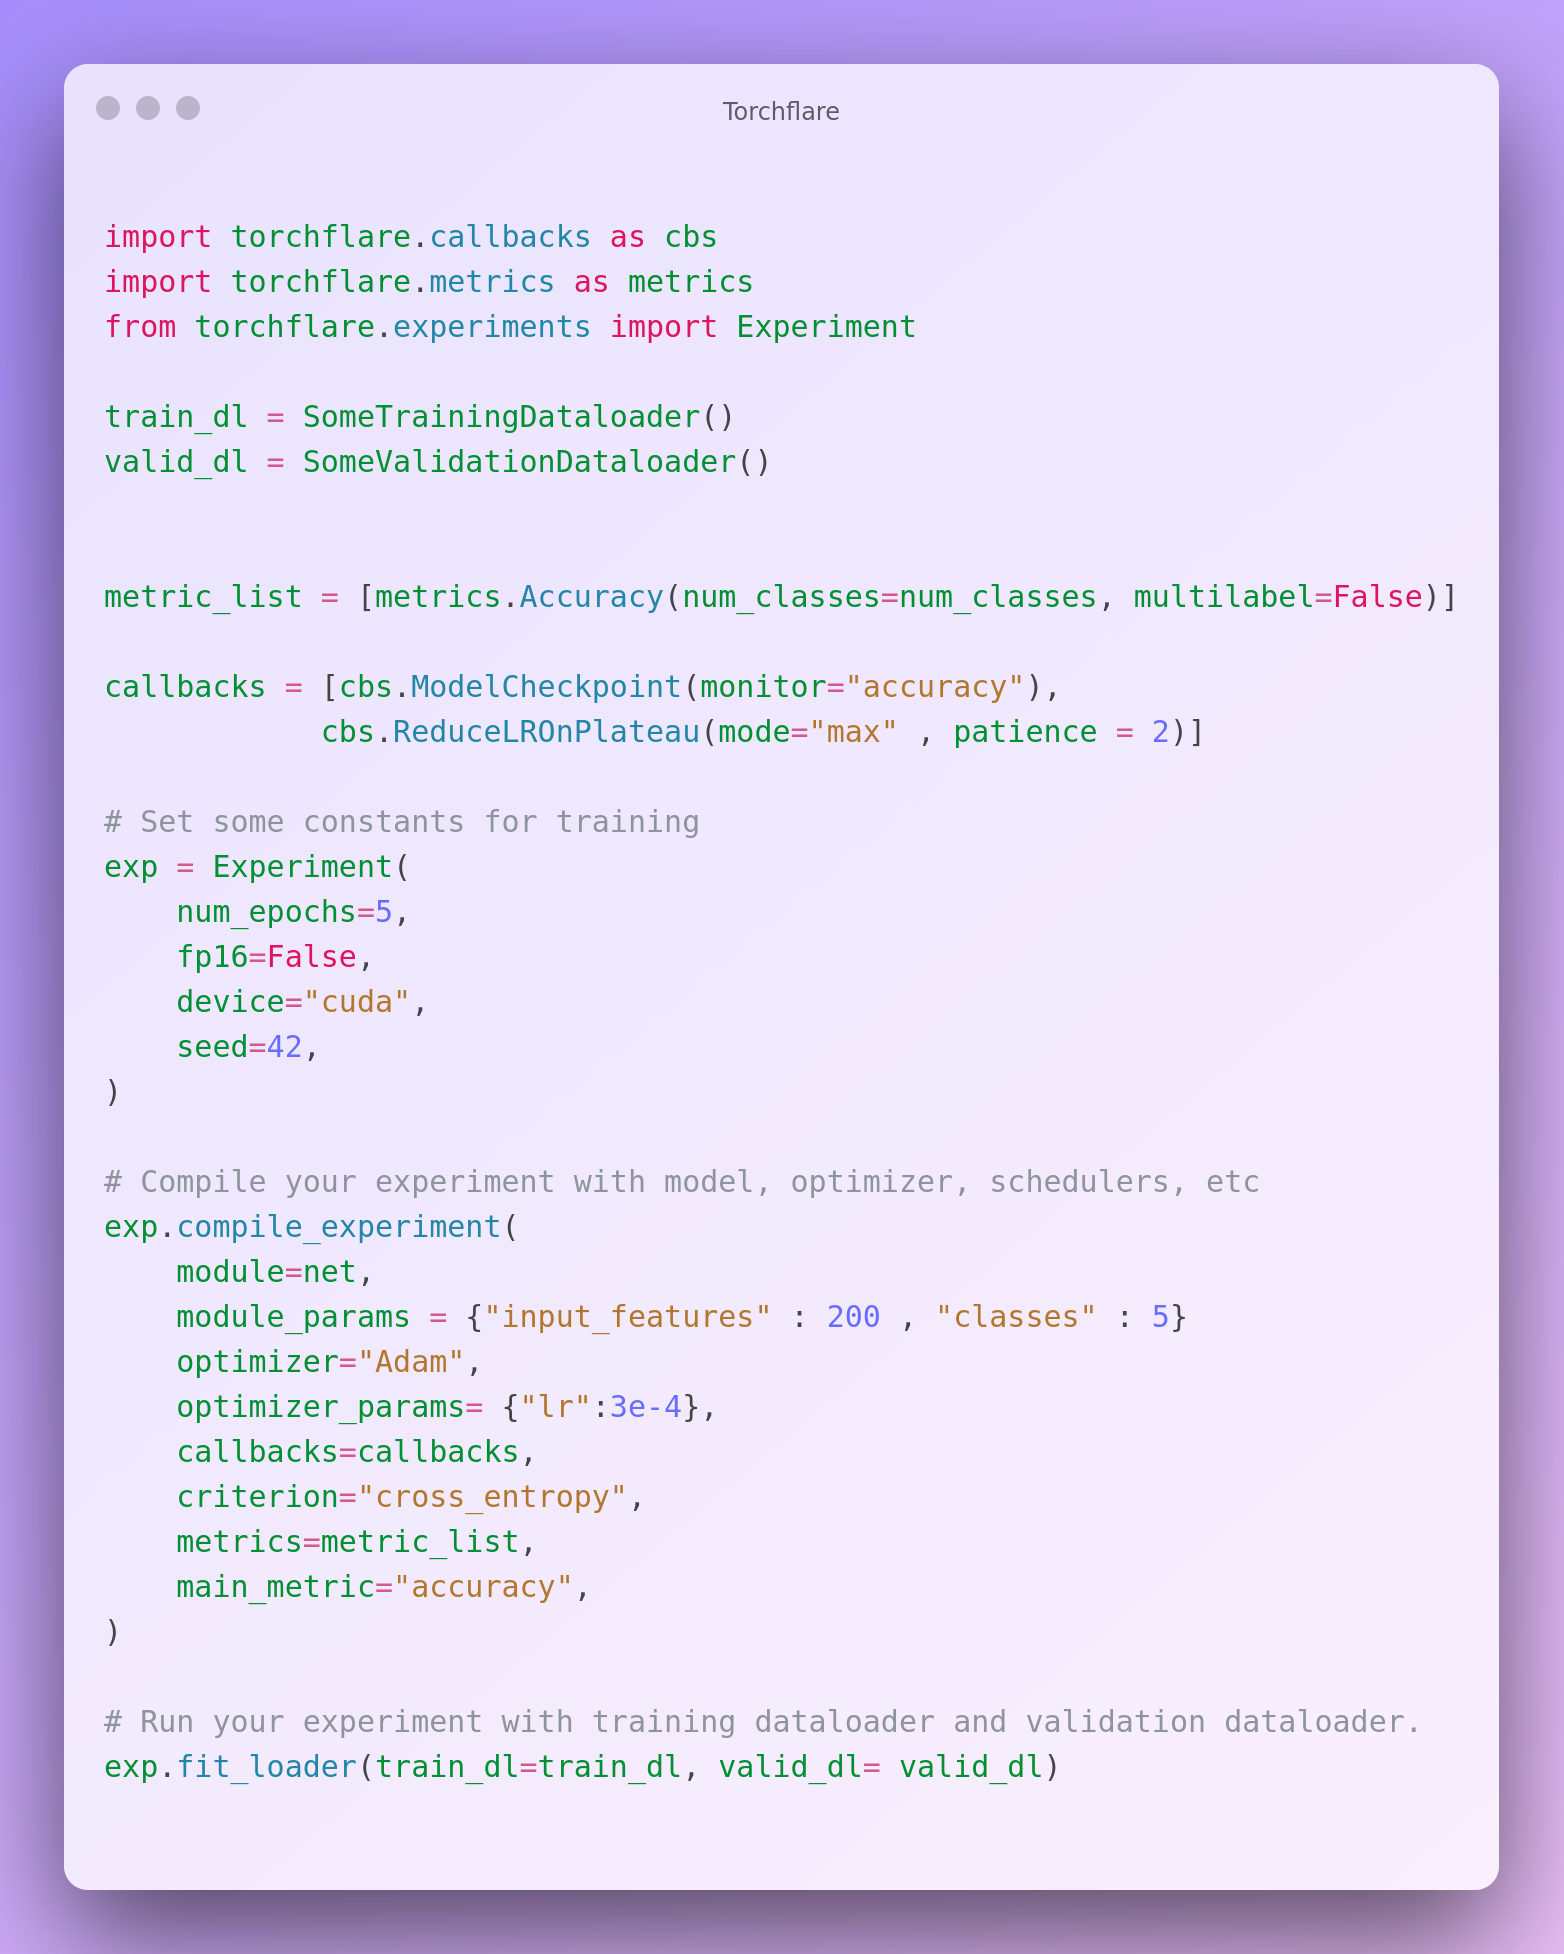 Torchflare
import torchflare.callbacks as cbs
import torchflare.metrics as metrics
from torchflare.experiments import Experiment
train_dl = SomeTrainingDataloader()
valid_dl = SomeValidationDataloader()
metric_list = [metrics.Accuracy(num_classes=num_classes, multilabel=False)]
callbacks = [cbs.ModelCheckpoint(monitor="accuracy"),
            cbs.ReduceLROnPlateau(mode="max" , patience = 2)]
# Set some constants for training
exp = Experiment(
    num_epochs=5,
    fp16=False,
    device="cuda",
    seed=42,
)
# Compile your experiment with model, optimizer, schedulers, etc
exp.compile_experiment(
    module=net,
    module_params = {"input_features" : 200 , "classes" : 5}
    optimizer="Adam",
    optimizer_params= {"lr":3e-4},
    callbacks=callbacks,
    criterion="cross_entropy",
    metrics=metric_list,
    main_metric="accuracy",
)
# Run your experiment with training dataloader and validation dataloader.
exp.fit_loader(train_dl=train_dl, valid_dl= valid_dl)